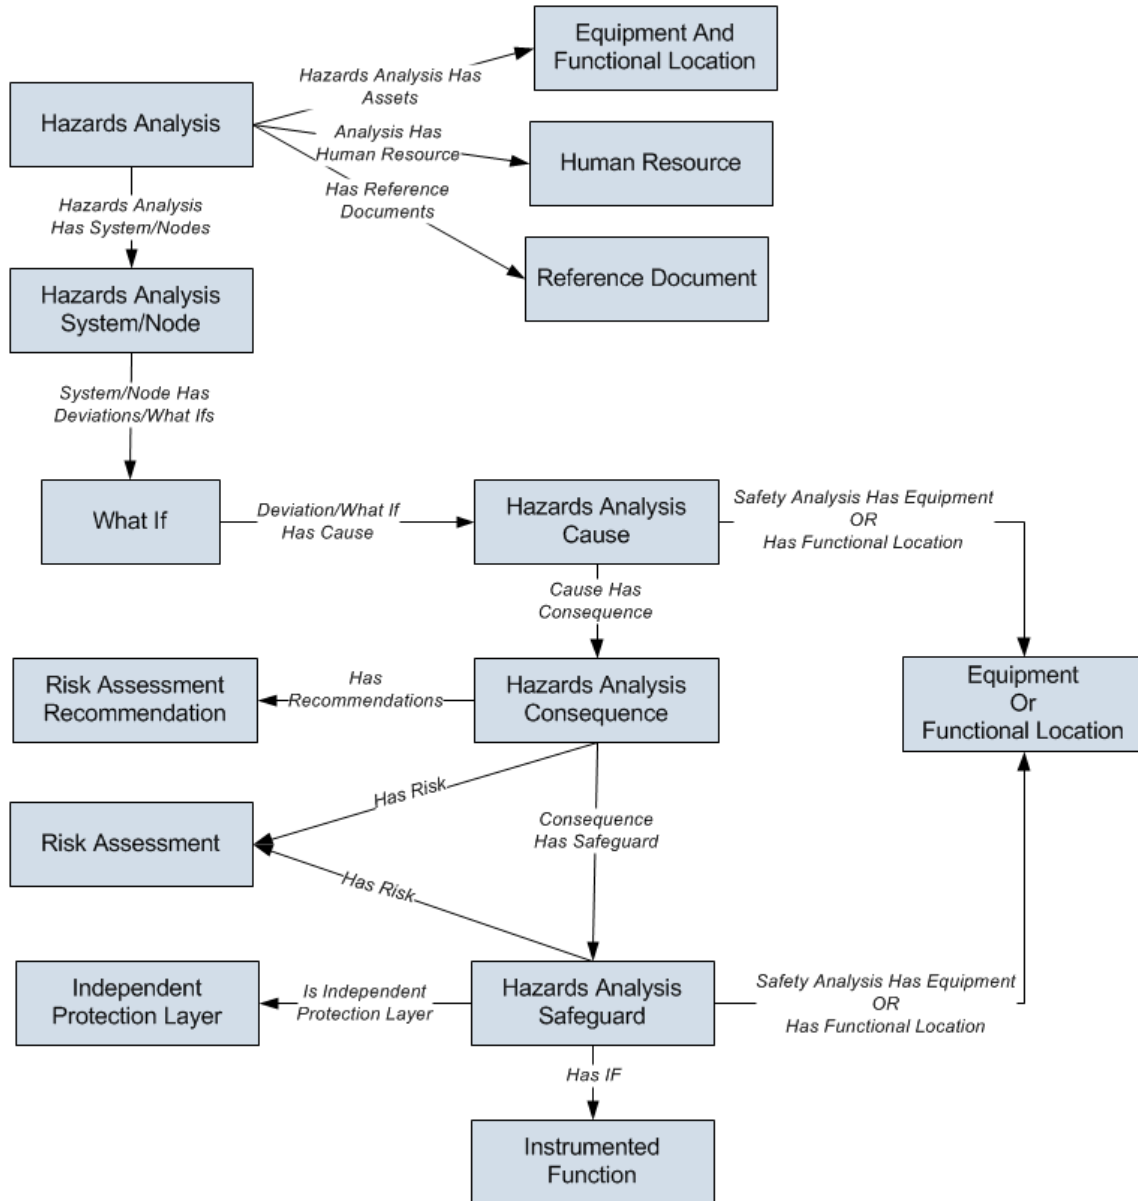 Equipment And
Functional Location
Hazards Analysis Has
Assets
Hazards Analysis
Analysis Has
Human Resource
Human Resource
Has Reference
Documents
Hazards Analysis
Has System/Nodes
Reference Document
Hazards Analysis
System/Node
System/Node Has
Deviations/What Ifs
What If
Deviation/What If
Has Cause
Hazards Analysis
Cause
Safety Analysis Has Equipment
OR
Has Functional Location
Cause Has
Consequence
Risk Assessment
Recommendation
Has
Recommendations
Hazards Analysis
Consequence
Equipment
Or
Functional Location
Has Risk
Consequence
Has Safeguard
Risk Assessment
Has Risk
Independent
Protection Layer
Is Independent
Protection Layer
Hazards Analysis
Safeguard
Safety Analysis Has Equipment
OR
Has Functional Location
Has IF
Instrumented
Function